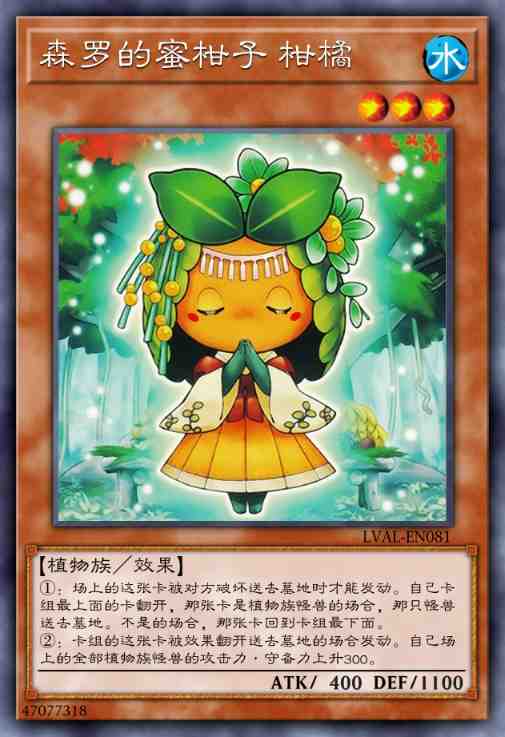 森罗的蜜柑子 柑橘
水
LVAL-EN081
【植物族／效果】
①：场上的这张卡被对方破坏送去墓地时才能发动。自己卡
组最上面的卡翻开，那张卡是植物族怪兽的场合，那只怪兽
送去墓地。不是的场合，那张卡回到卡组最下面。
②：卡组的这张卡被效果翻开送去墓地的场合发动。自己场
上的全部植物族怪兽的攻击力·守备力上升300。
ATK/ 400 DEF/1100
47077318